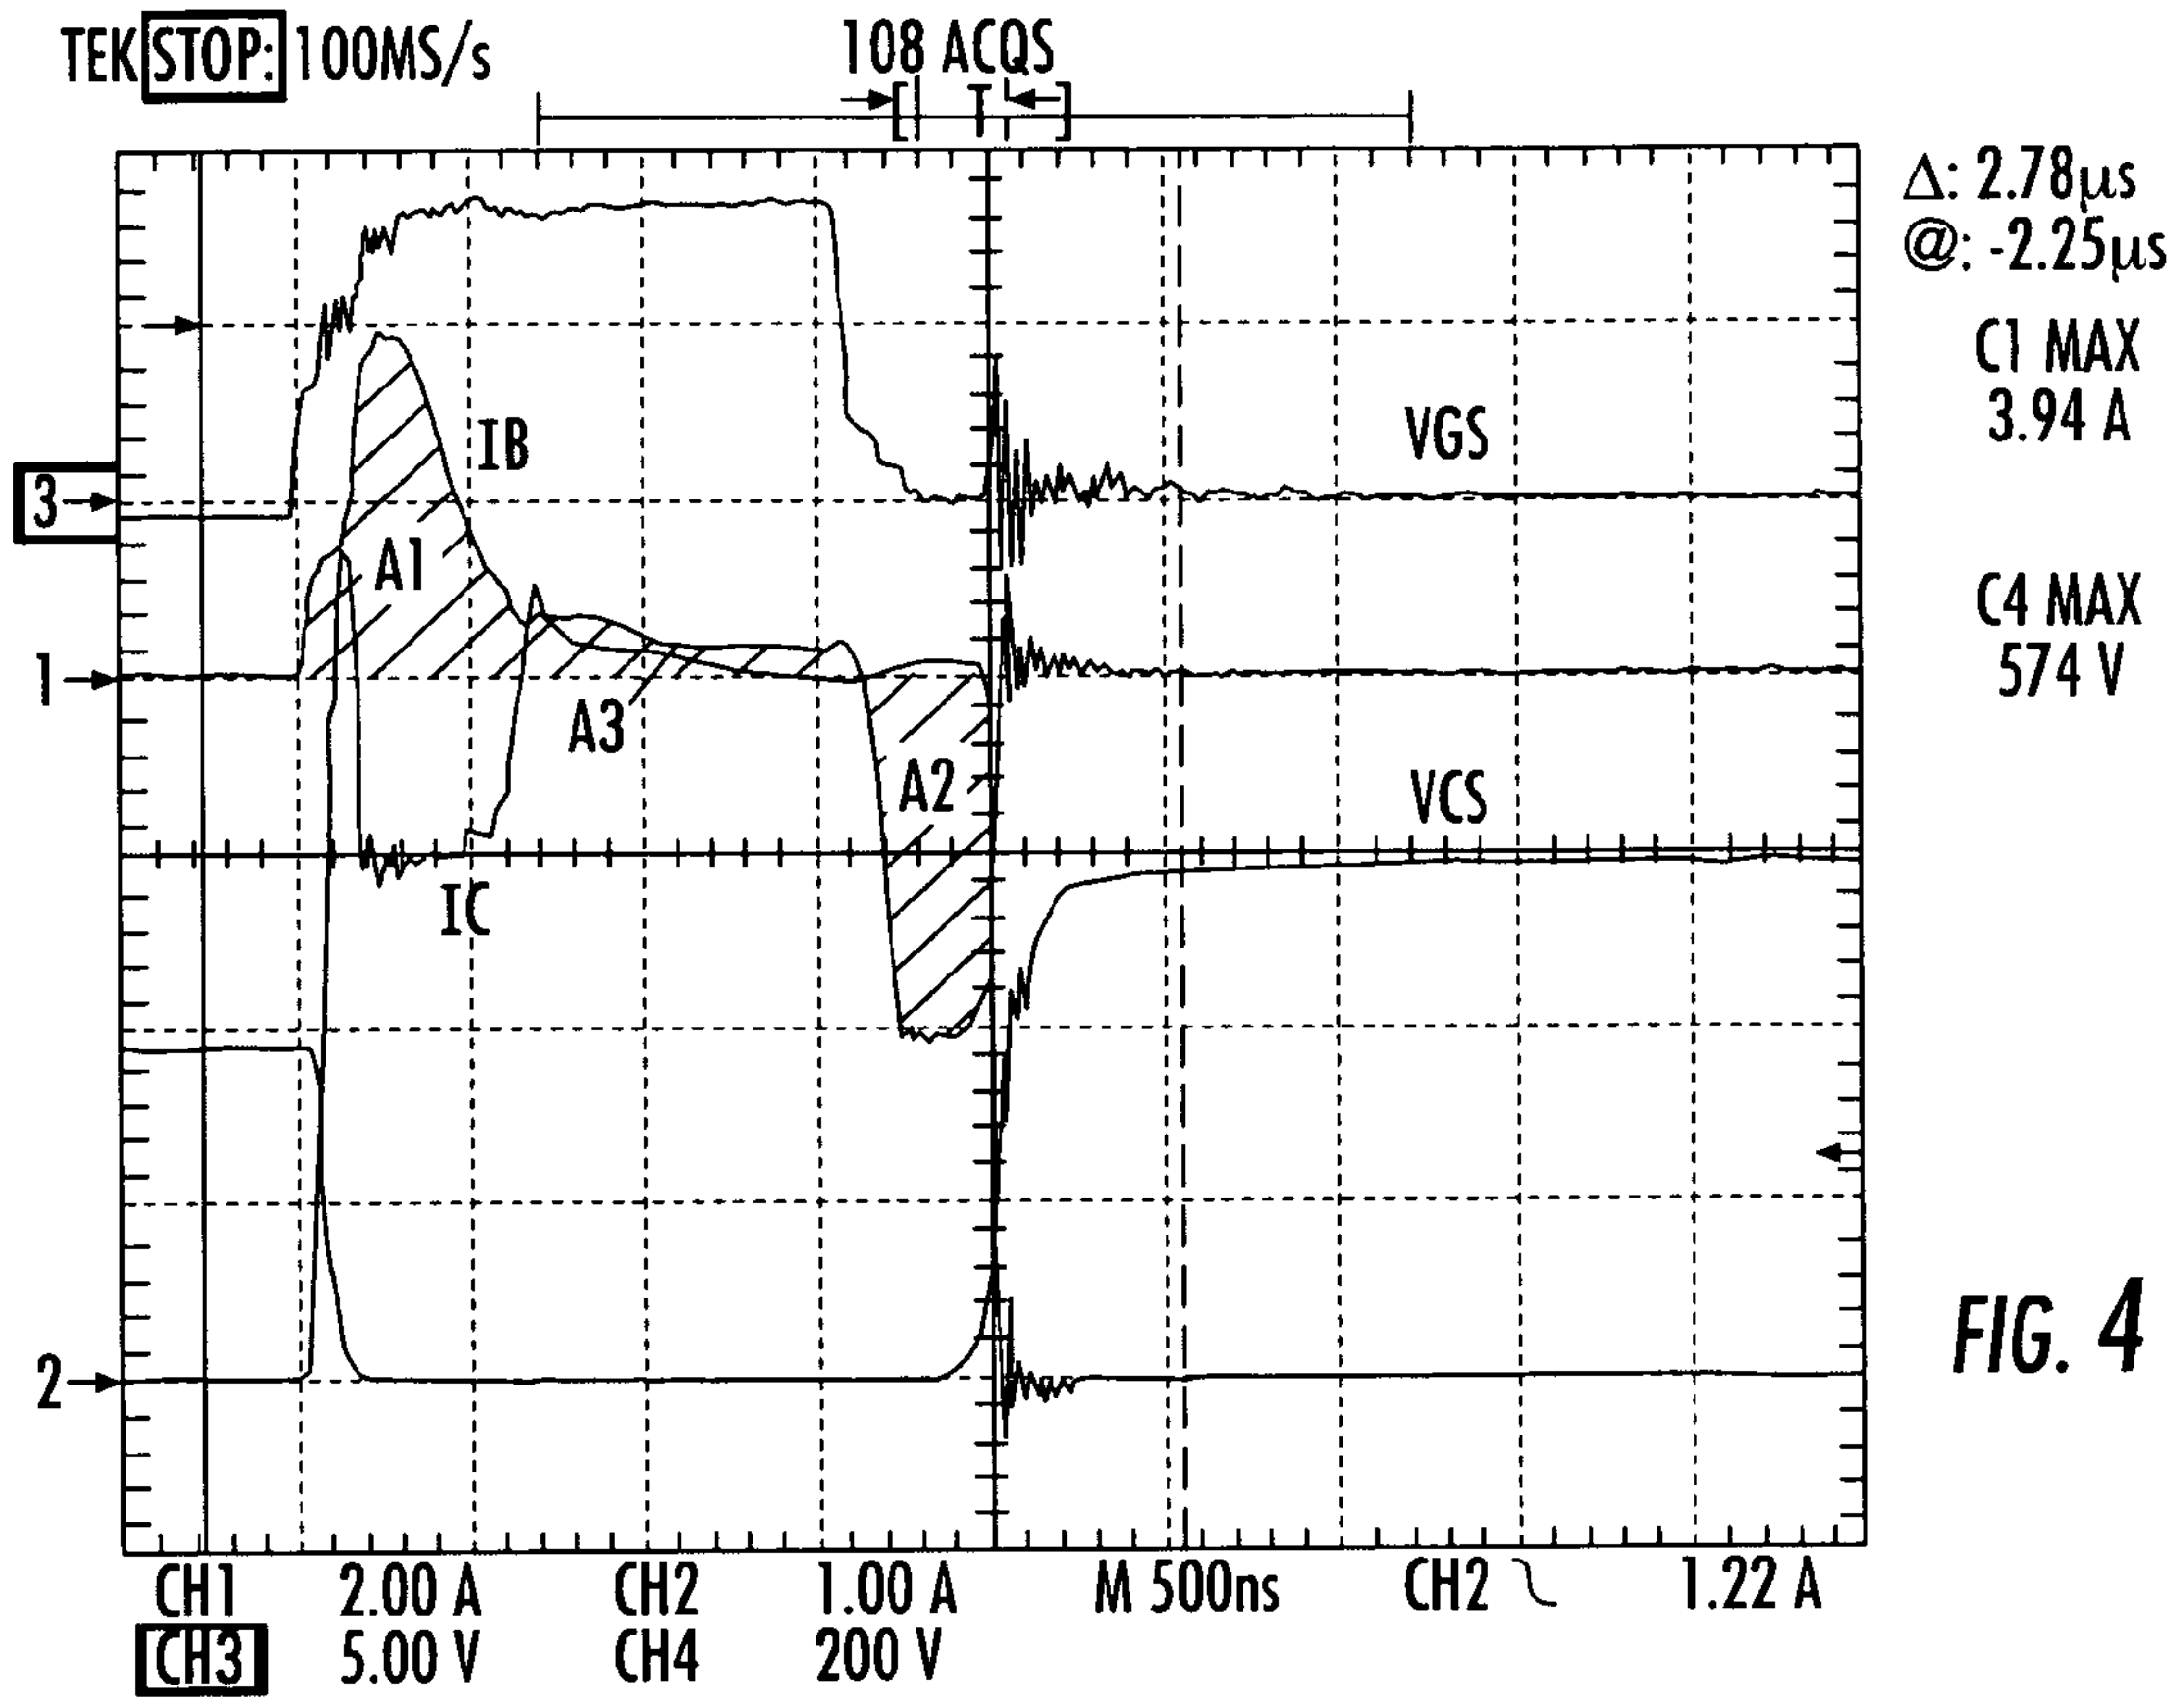 TEK STOP: 100MS/s
108 ACQS
[ T ]
Δ: 2.78µs
@: -2.25µs
C1 MAX
3.94 A
C4 MAX
574 V
3
1
2
IB
VGS
A1
A3
A2
VCS
IC
FIG. 4
CH1 2.00 A CH2 1.00 A M 500ns CH2 1.22 A
CH3 5.00 V CH4 200 V